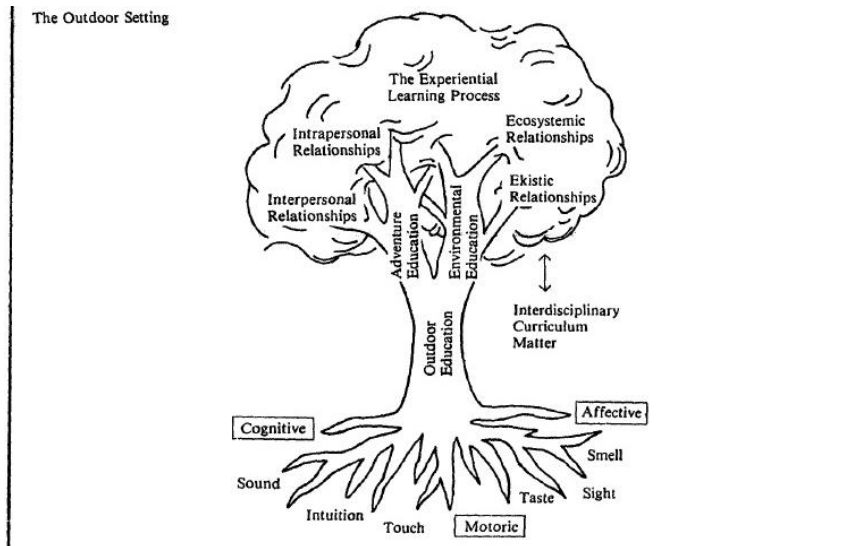 The Outdoor Setting
The Experiential
Learning Process
Intrapersonal
Relationships
Ecosystemic
Relationships
Interpersonal
Relationships
Ekistic
Relationships
Adventure
Education
Environmental
Education
Interdisciplinary
Curriculum
Matter
Outdoor
Education
Cognitive
Affective
Sound
Smell
Intuition
Touch
Motoric
Taste
Sight